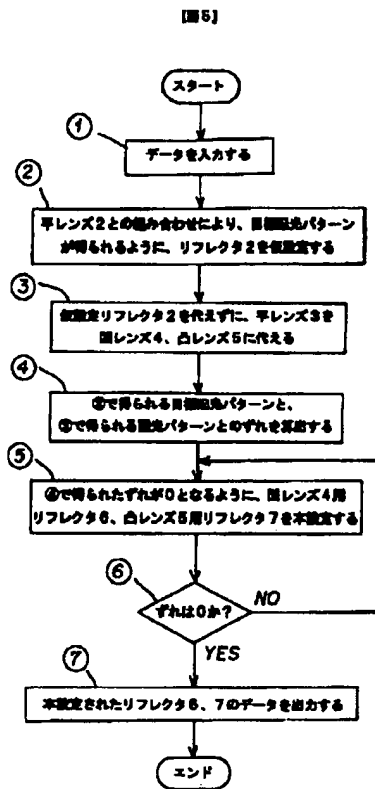 【図5】
スタート
①
データを入力する
②
平レンズ2との組み合わせにより、目標配光パターン
が得られるように、リフレクタ2を仮設定する
③
仮設定リフレクタ2を代えずに、平レンズ3を
凹レンズ4、凸レンズ5に代える
④
②で得られる目標配光パターンと、
③で得られる配光パターンとのずれを算出する
⑤
④で得られたずれが0となるように、凹レンズ4用
リフレクタ6、凸レンズ5用リフレクタ7を本設定する
⑥
ずれは0か?
NO
YES
⑦
本設定されたリフレクタ6、7のデータを出力する
エンド